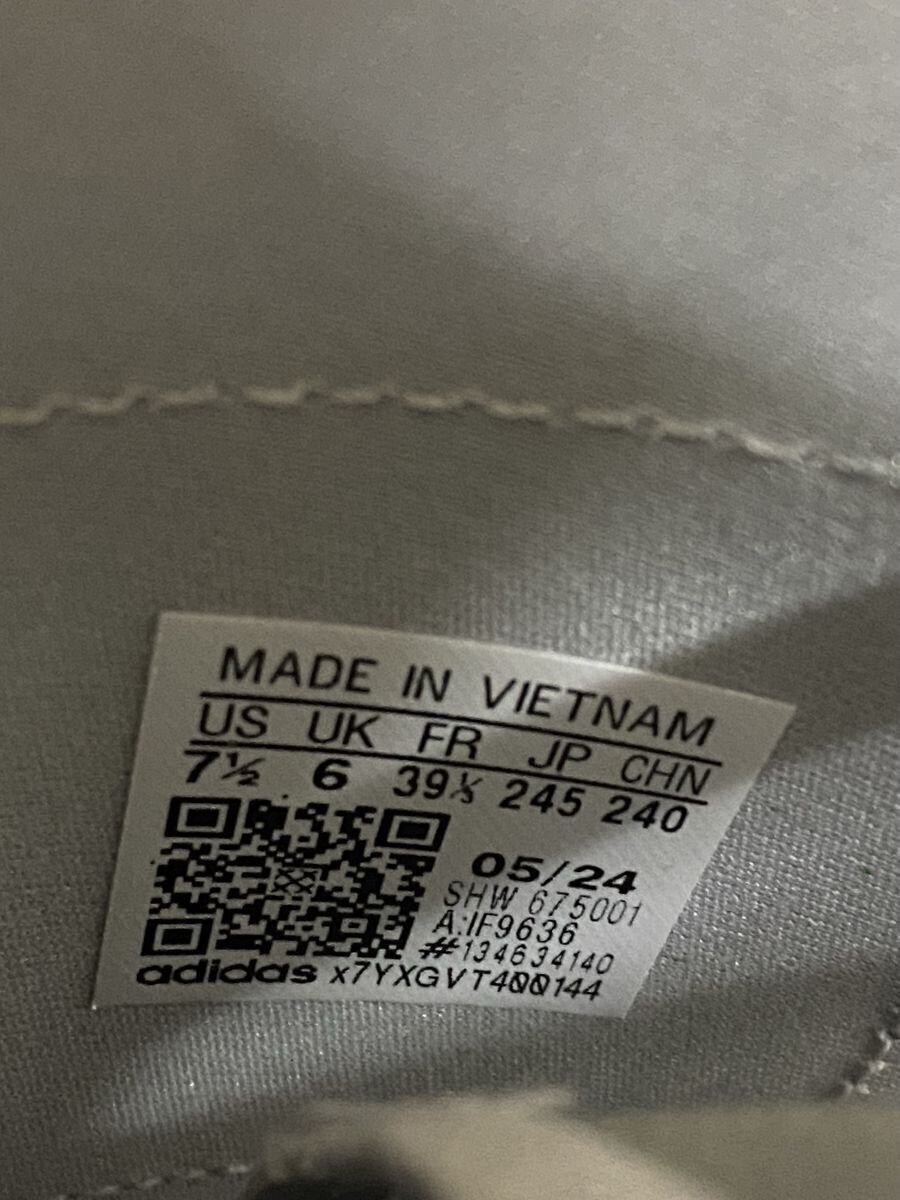 MADE IN VIETNAM
US UK FR JP CHN
7½ 6 39⅓ 245 240
05/24
SHW 675001
A:IF9636
#134634140
adidas x7YXGVT400144